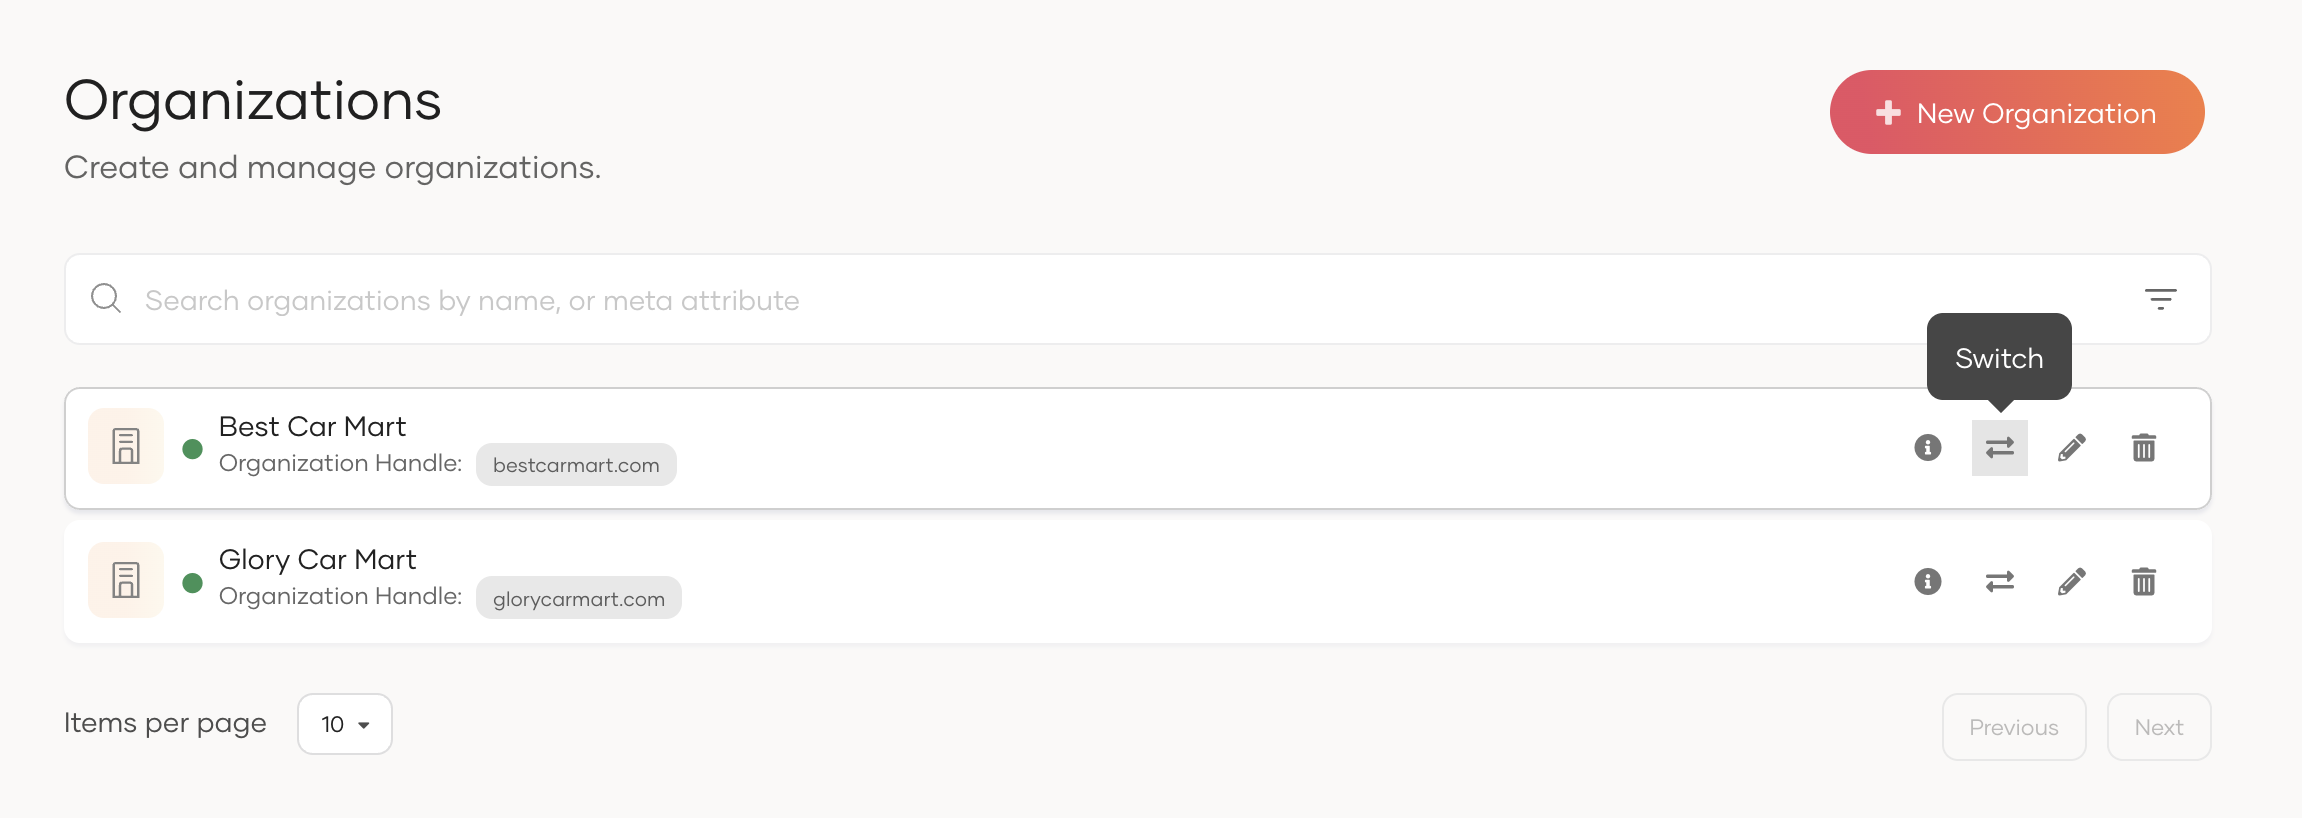 Organizations
Create and manage organizations.
New Organization
Search organizations by name, or meta attribute
Switch
Best Car Mart
Organization Handle: bestcarmart.com
Glory Car Mart
Organization Handle: glorycarmart.com
Items per page 10
Previous Next